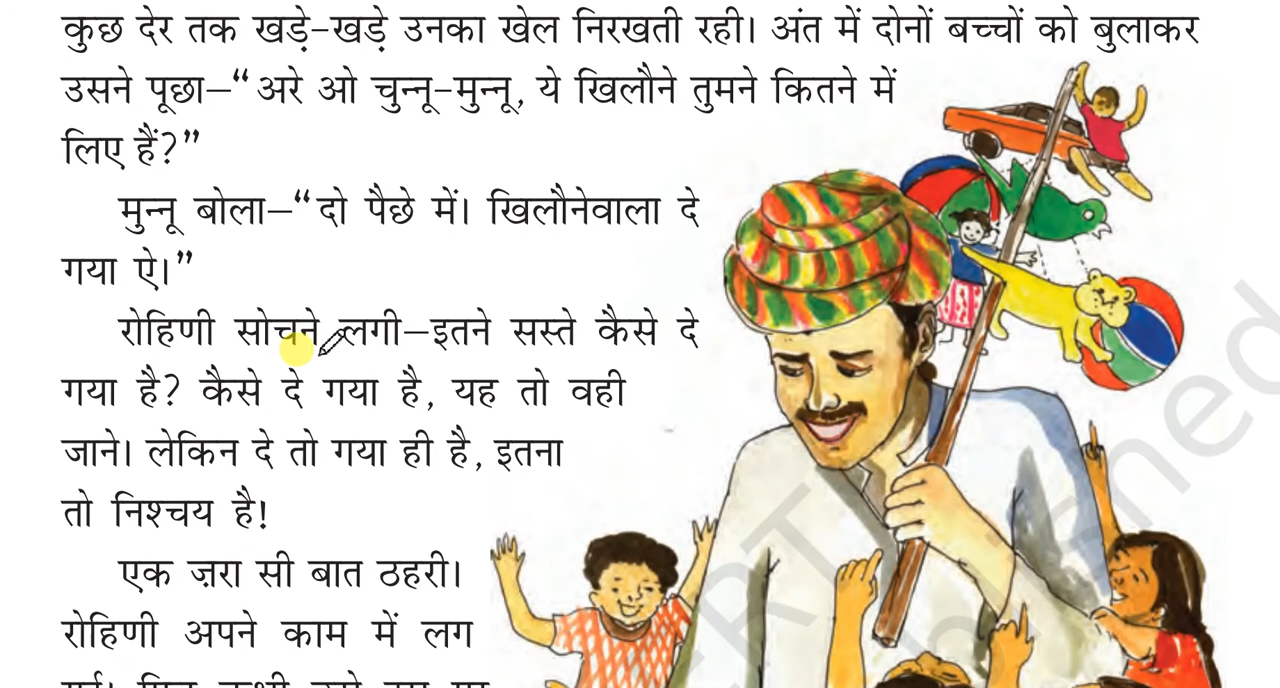 कुछ देर तक खड़े-खड़े उनका खेल निरखती रही। अंत में दोनों बच्चों को बुलाकर
उसने पूछा–“अरे ओ चुन्नू-मुन्नू, ये खिलौने तुमने कितने में
लिए हैं?”
मुन्नू बोला–“दो पैछे में। खिलौनेवाला दे
गया ऐ।”
रोहिणी सोचने लगी–इतने सस्ते कैसे दे
गया है? कैसे दे गया है, यह तो वही
जाने। लेकिन दे तो गया ही है, इतना
तो निश्चय है!
एक ज़रा सी बात ठहरी।
रोहिणी अपने काम में लग